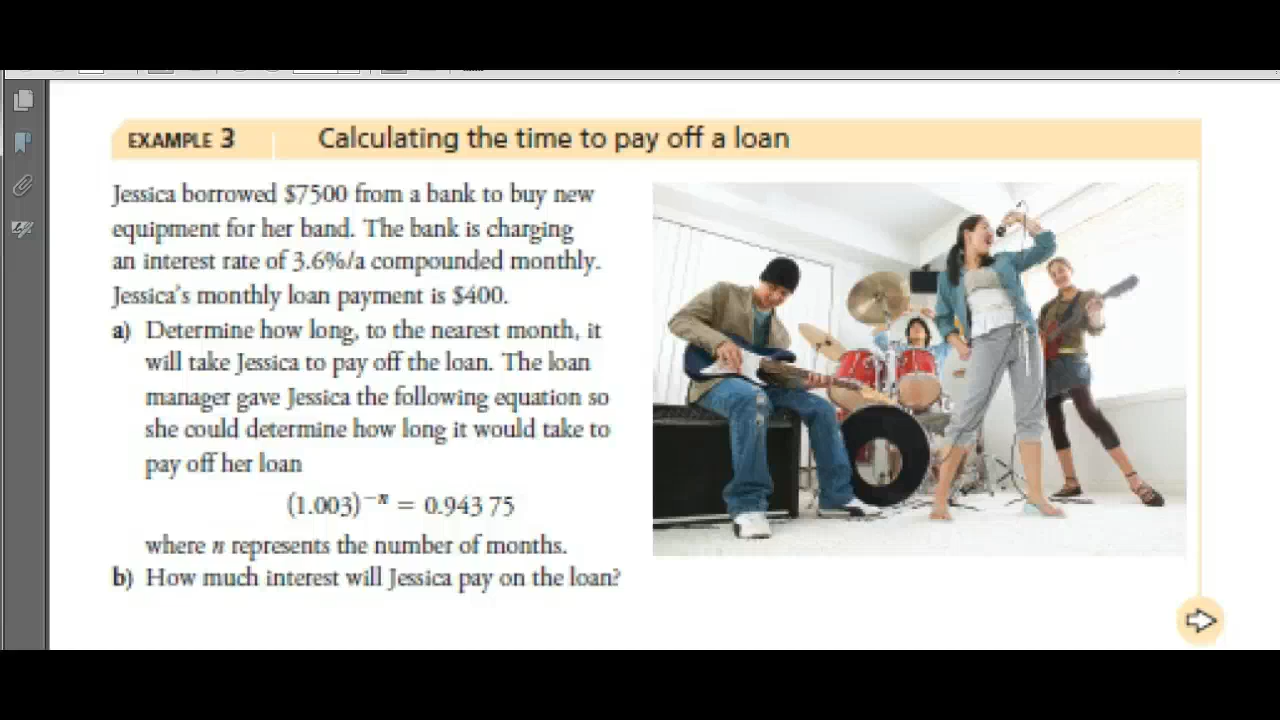 EXAMPLE 3 Calculating the time to pay off a loan
Jessica borrowed $7500 from a bank to buy new
equipment for her band. The bank is charging
an interest rate of 3.6%/a compounded monthly.
Jessica's monthly loan payment is $400.
a) Determine how long, to the nearest month, it
will take Jessica to pay off the loan. The loan
manager gave Jessica the following equation so
she could determine how long it would take to
pay off her loan
(1.003)⁻ⁿ = 0.943 75
where n represents the number of months.
b) How much interest will Jessica pay on the loan?